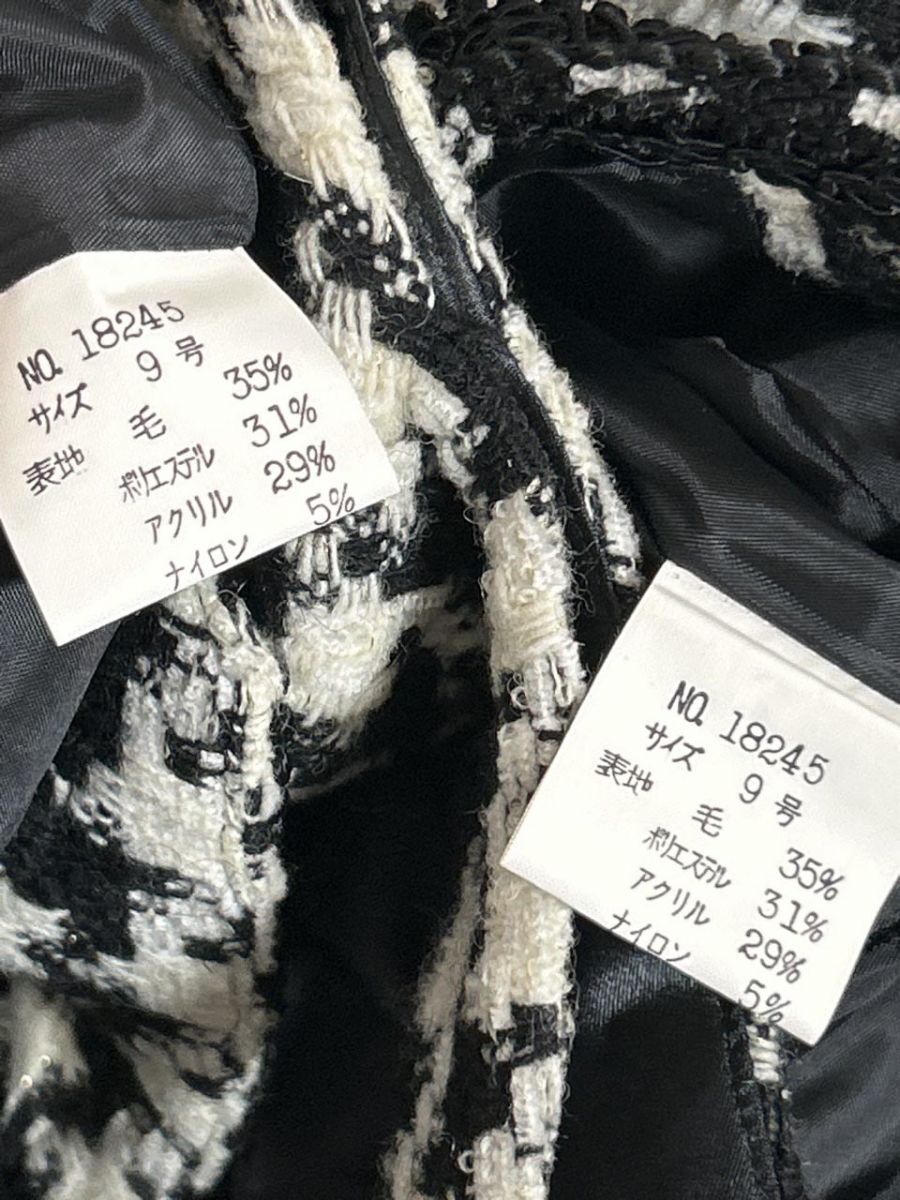 NO. 18245
サイズ 9 号
表地 毛 35%
ポリエステル 31%
アクリル 29%
ナイロン 5%
NO. 18245
サイズ 9 号
表地 毛 35%
ポリエステル 31%
アクリル 29%
ナイロン 5%